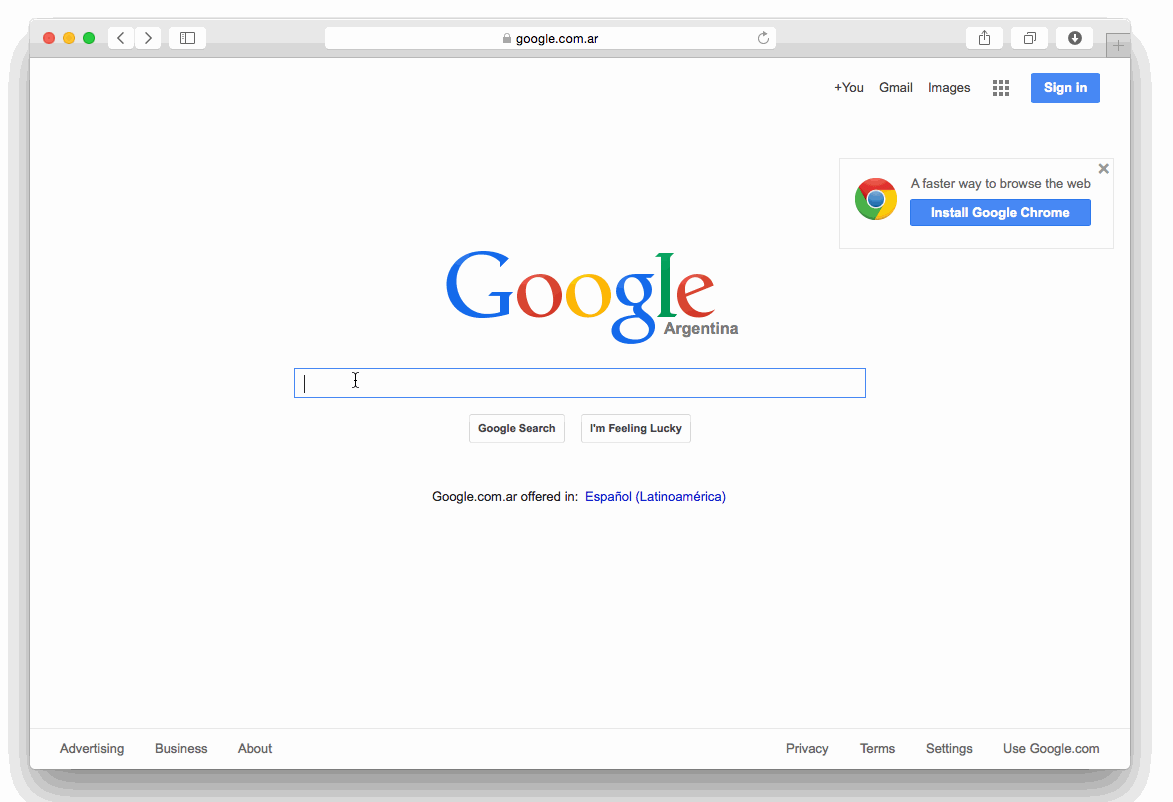 google.com.ar
+You Gmail Images Sign in
A faster way to browse the web
Install Google Chrome
Google
Argentina
Google Search I'm Feeling Lucky
Google.com.ar offered in: Español (Latinoamérica)
Advertising Business About Privacy Terms Settings Use Google.com